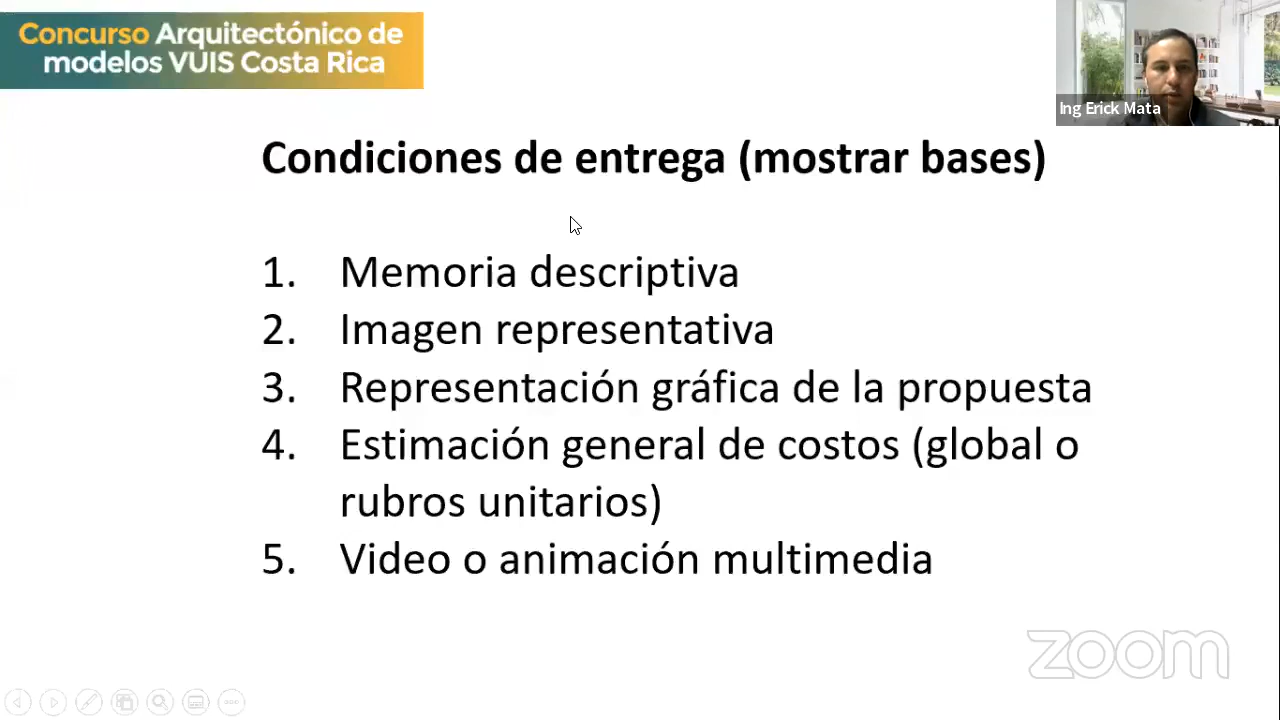 Concurso Arquitectónico de
modelos VUIS Costa Rica
Ing Erick Mata
Condiciones de entrega (mostrar bases)
1. Memoria descriptiva
2. Imagen representativa
3. Representación gráfica de la propuesta
4. Estimación general de costos (global o
rubros unitarios)
5. Video o animación multimedia
zoom